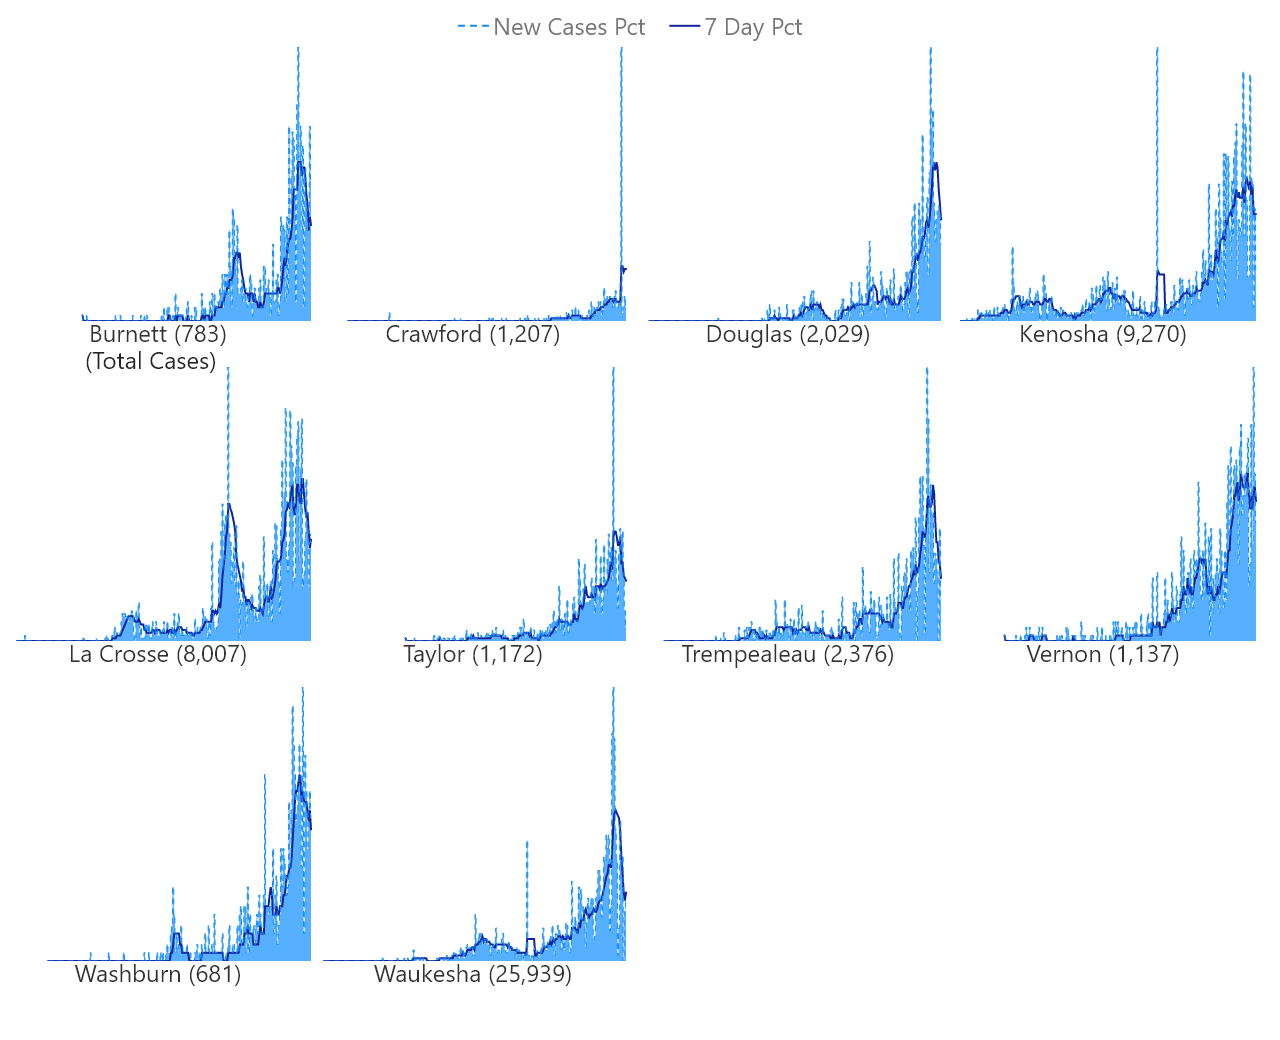 New Cases Pct 7 Day Pct
Burnett (783) Crawford (1,207) Douglas (2,029) Kenosha (9,270)
(Total Cases)
La Crosse (8,007) Taylor (1,172) Trempealeau (2,376) Vernon (1,137)
Washburn (681) Waukesha (25,939)